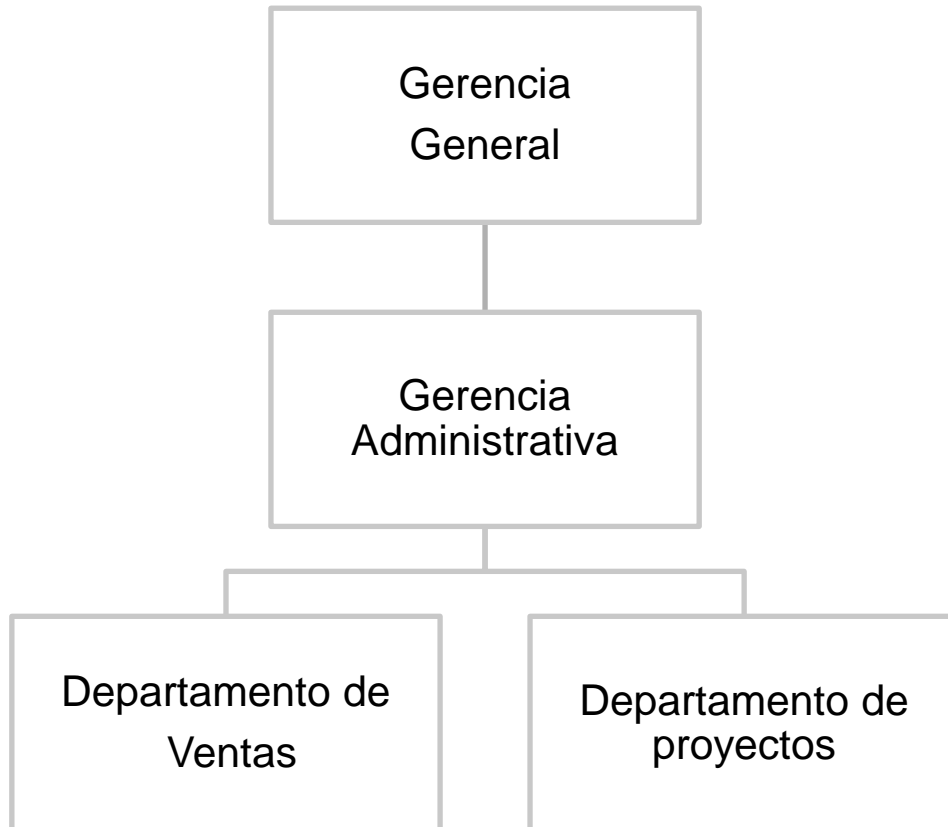 Gerencia
General
Gerencia
Administrativa
Departamento de
Ventas
Departamento de
proyectos